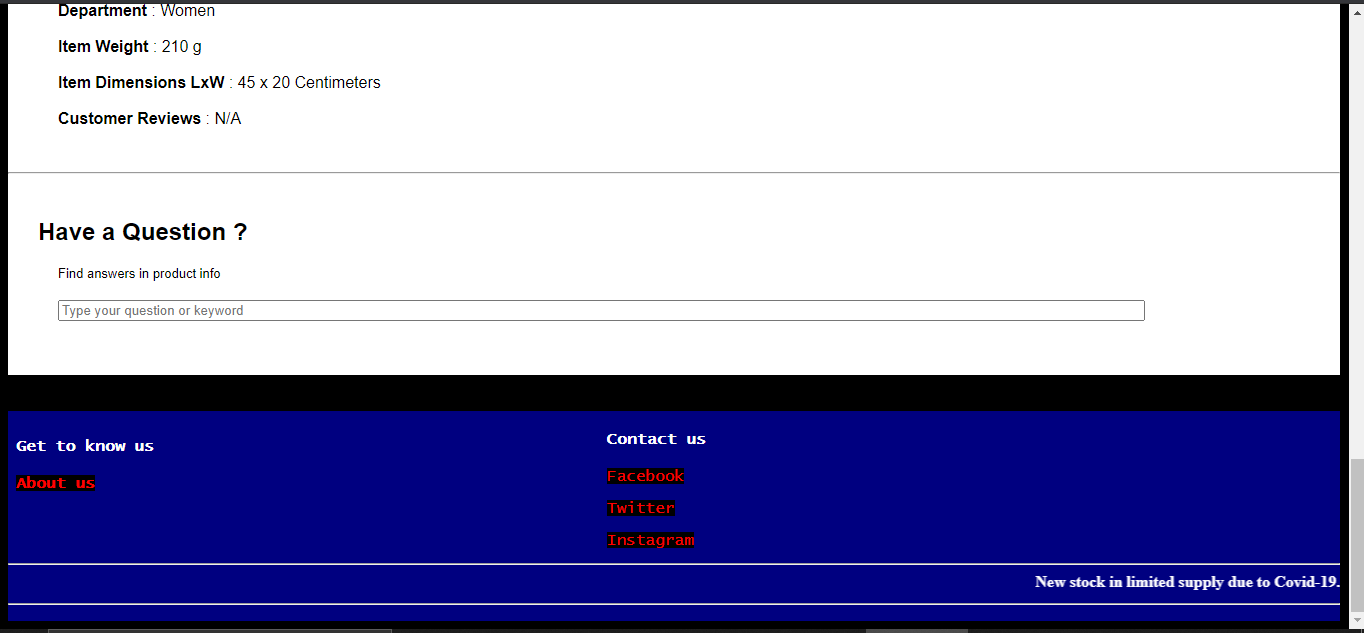 Department : Women
Item Weight : 210 g
Item Dimensions LxW : 45 x 20 Centimeters
Customer Reviews : N/A
Have a Question ?
Find answers in product info
Type your question or keyword
Get to know us
About us
Contact us
Facebook
Twitter
Instagram
New stock in limited supply due to Covid-19.